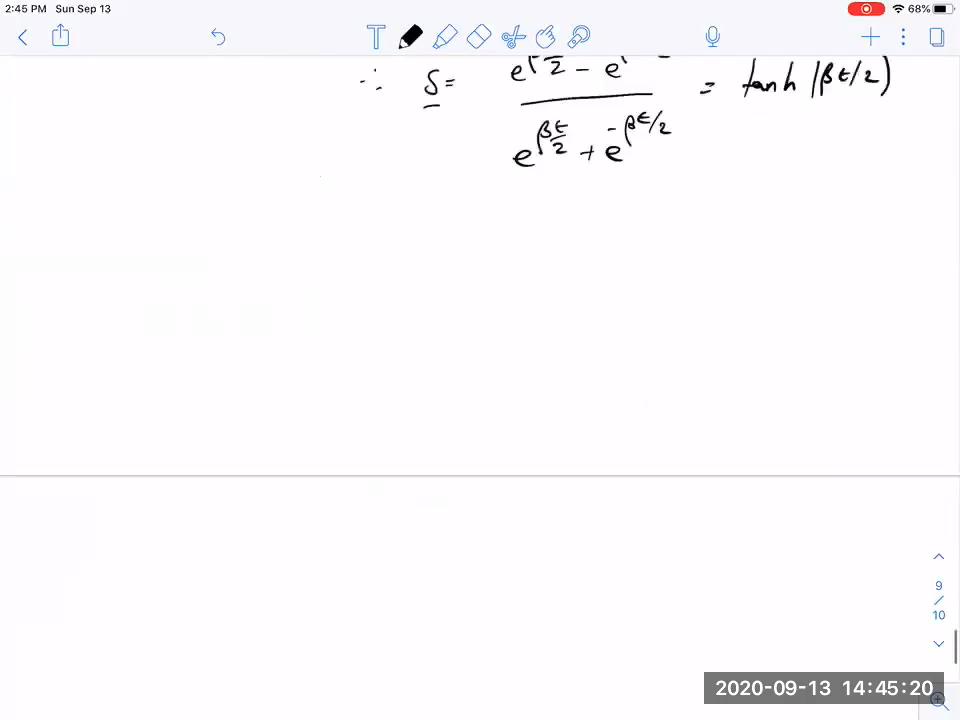 2:45 PM Sun Sep 13
68%
∴ δ = (e^{βε/2} − e^{-βε/2}) / (e^{βε/2} + e^{-βε/2}) = tanh (βε/2)
9
/
10
2020-09-13 14:45:20